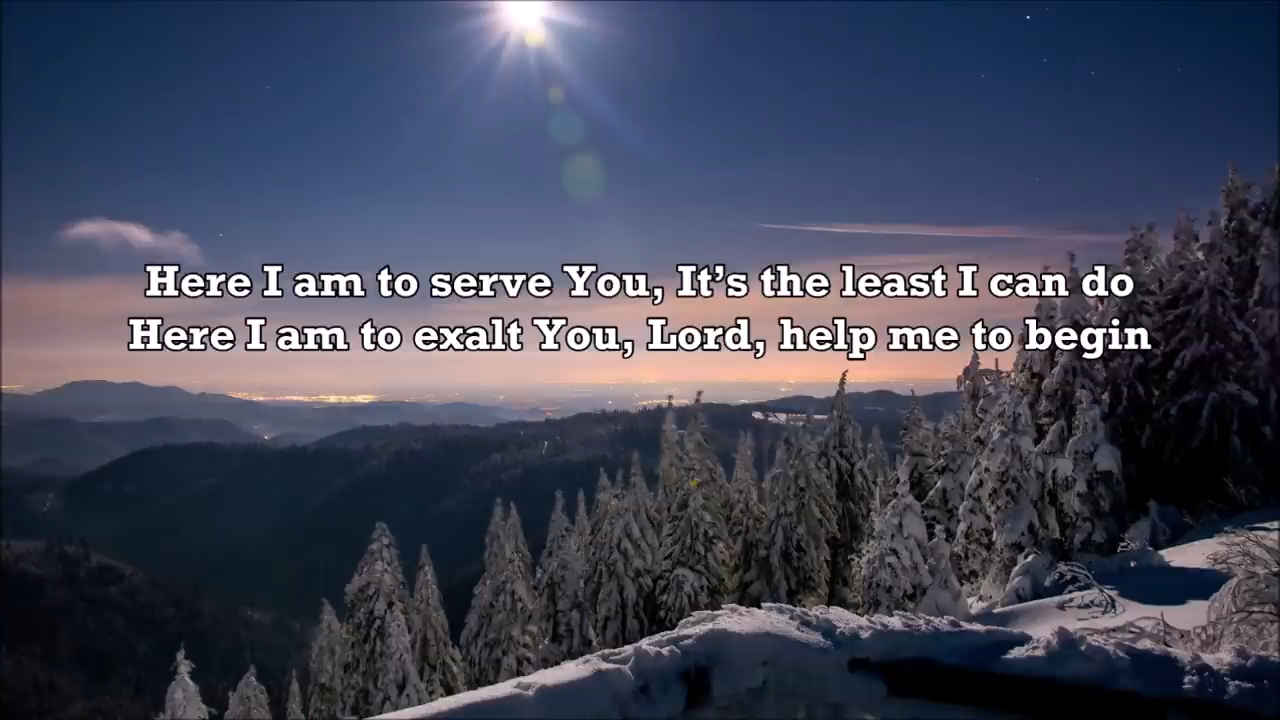 Here I am to serve You, It's the least I can do
Here I am to exalt You, Lord, help me to begin